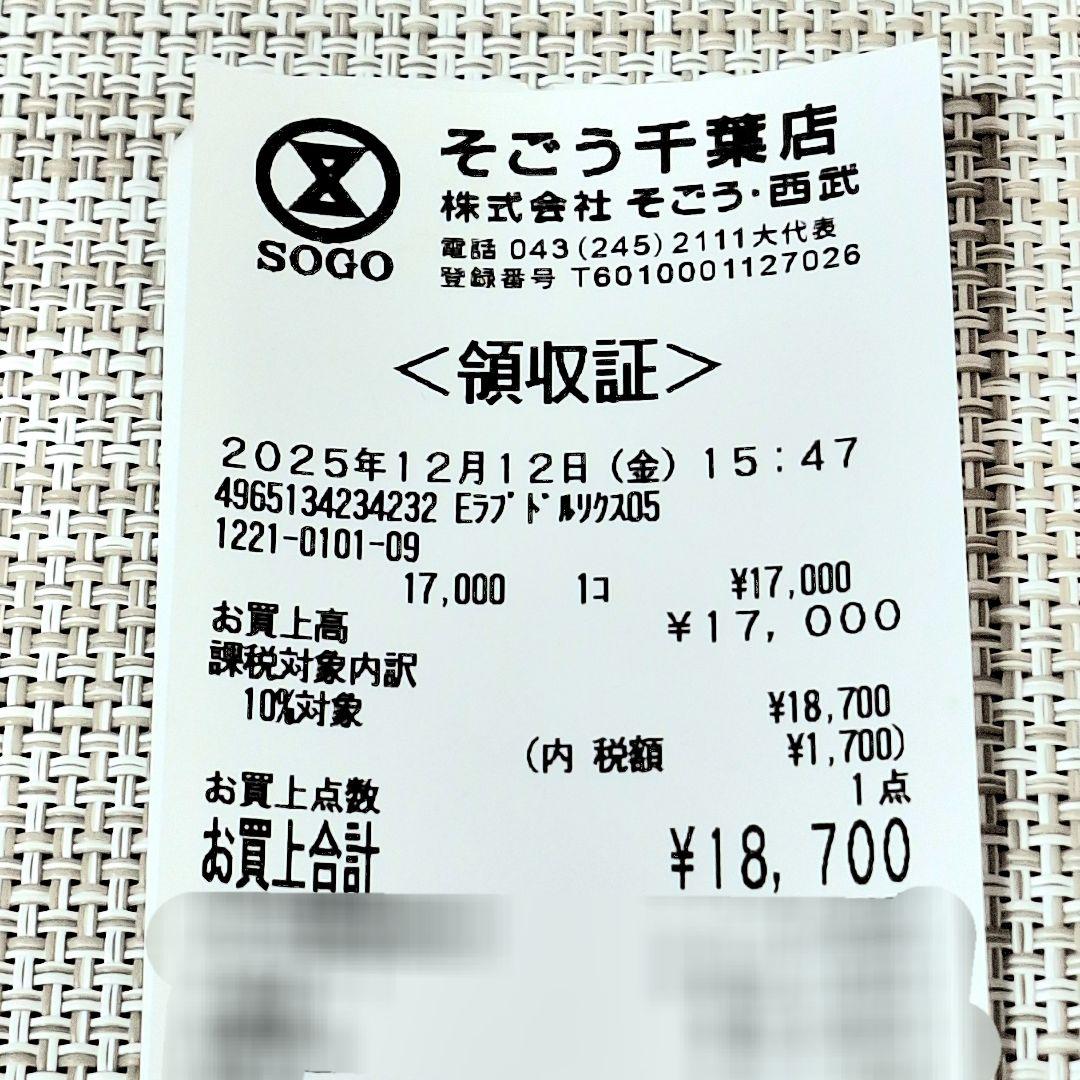 そごう千葉店
株式会社 そごう・西武
電話 043(245)2111大代表
登録番号 T6010001127026
SOGO
<領収証>
2025年12月12日(金)15:47
4965134234232 Eラプ ド ルリクス05
1221-0101-09
17,000 1コ ¥17,000
お買上高 ¥17,000
課税対象内訳
10%対象 ¥18,700
(内 税額 ¥1,700)
お買上点数 1点
お買上合計 ¥18,700